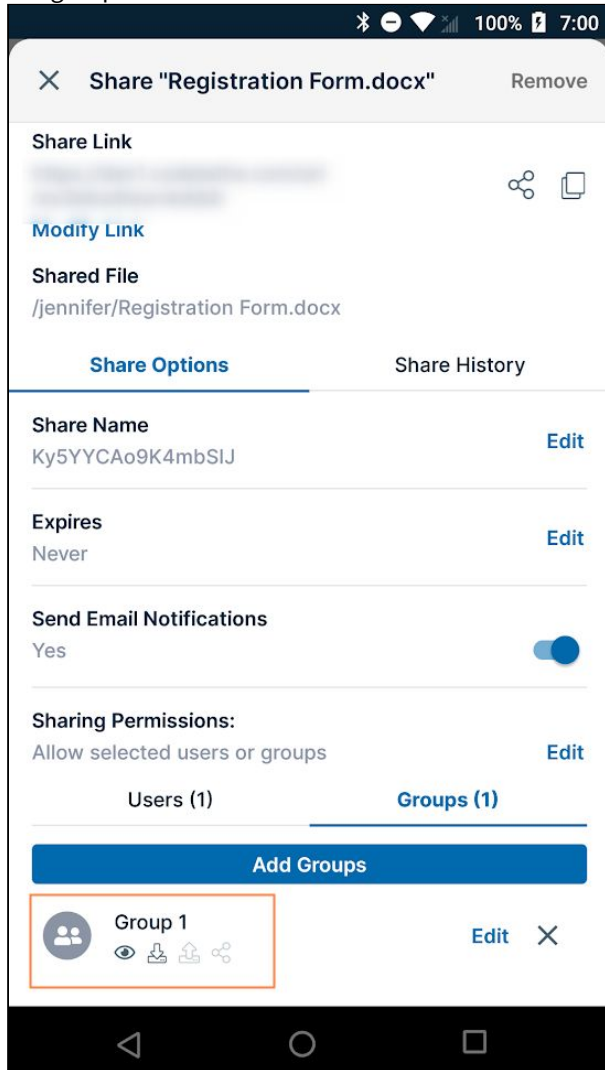 100% 7:00
Share "Registration Form.docx" Remove
Share Link
Modify Link
Shared File
/jennifer/Registration Form.docx
Share Options Share History
Share Name
Ky5YYCAo9K4mbSIJ Edit
Expires
Never Edit
Send Email Notifications
Yes
Sharing Permissions:
Allow selected users or groups Edit
Users (1) Groups (1)
Add Groups
Group 1
Edit